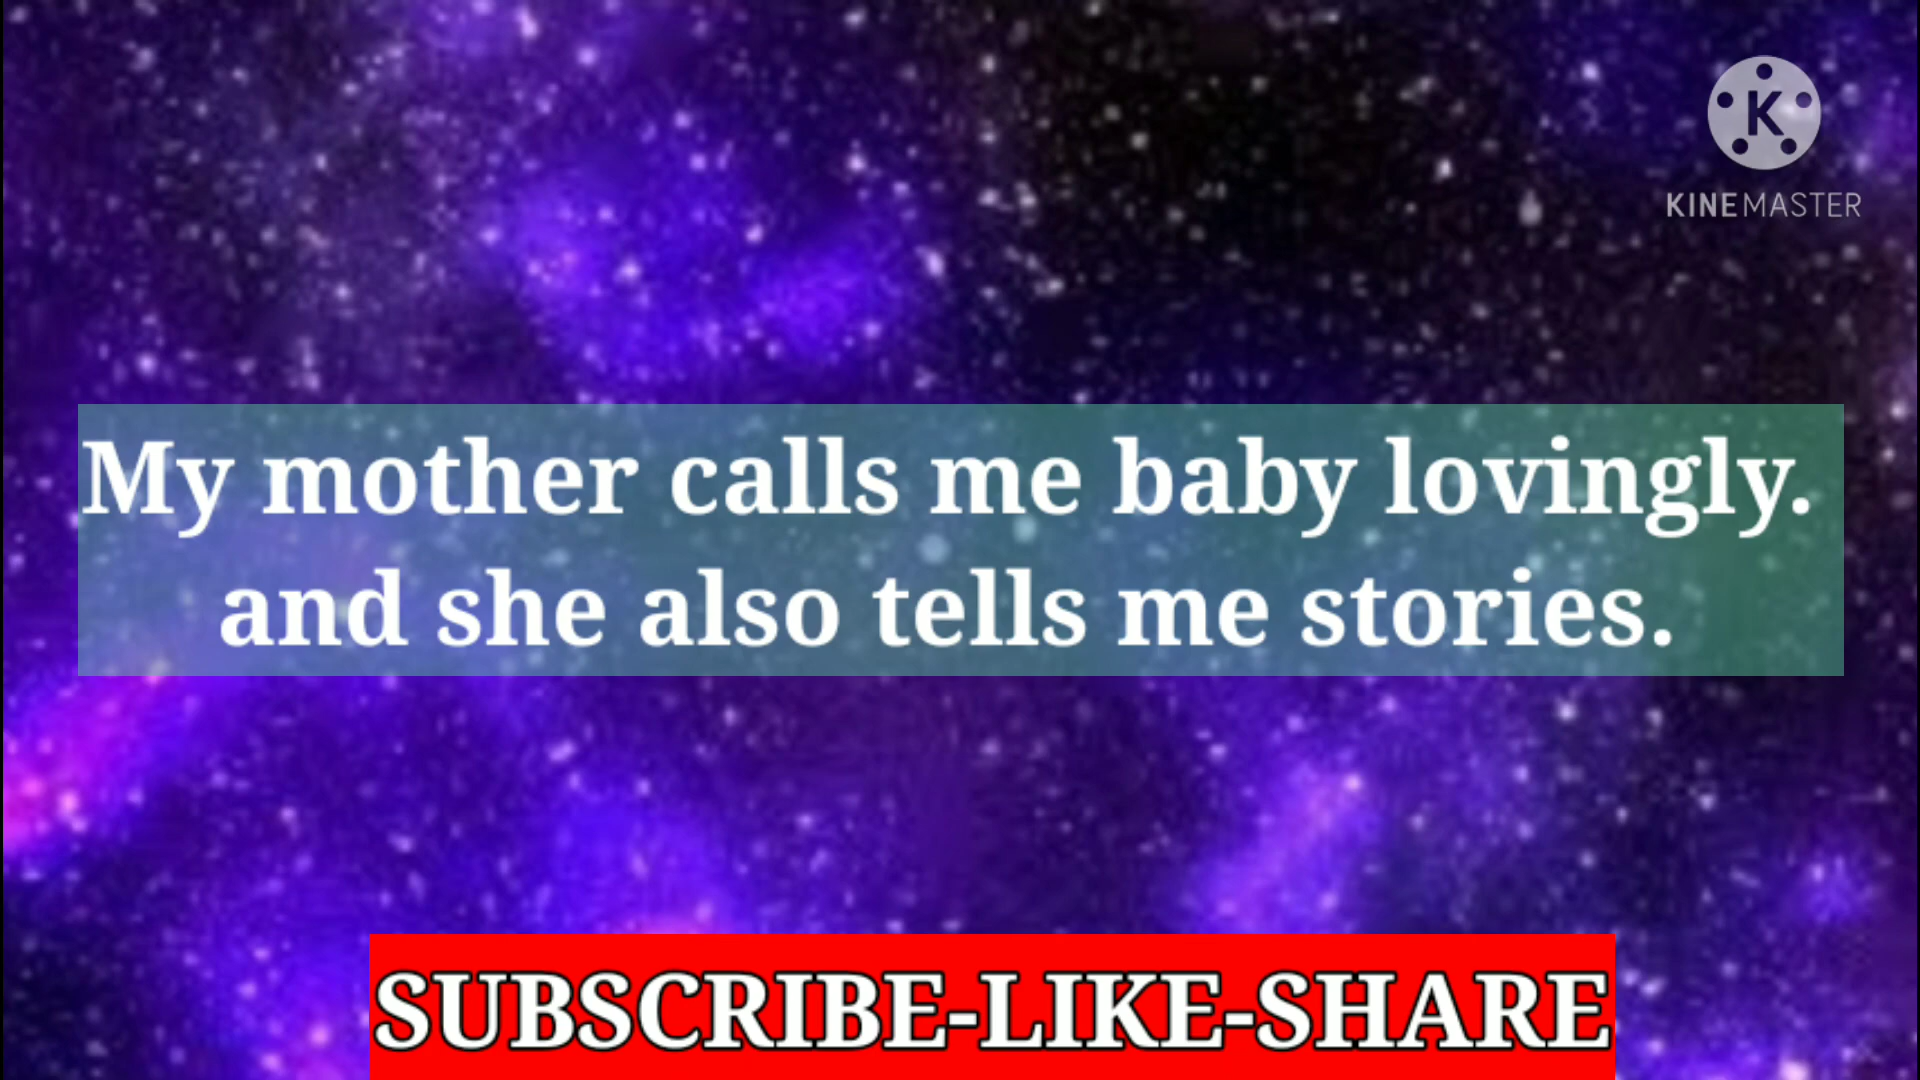 K
KINEMASTER
My mother calls me baby lovingly.
and she also tells me stories.
SUBSCRIBE-LIKE-SHARE